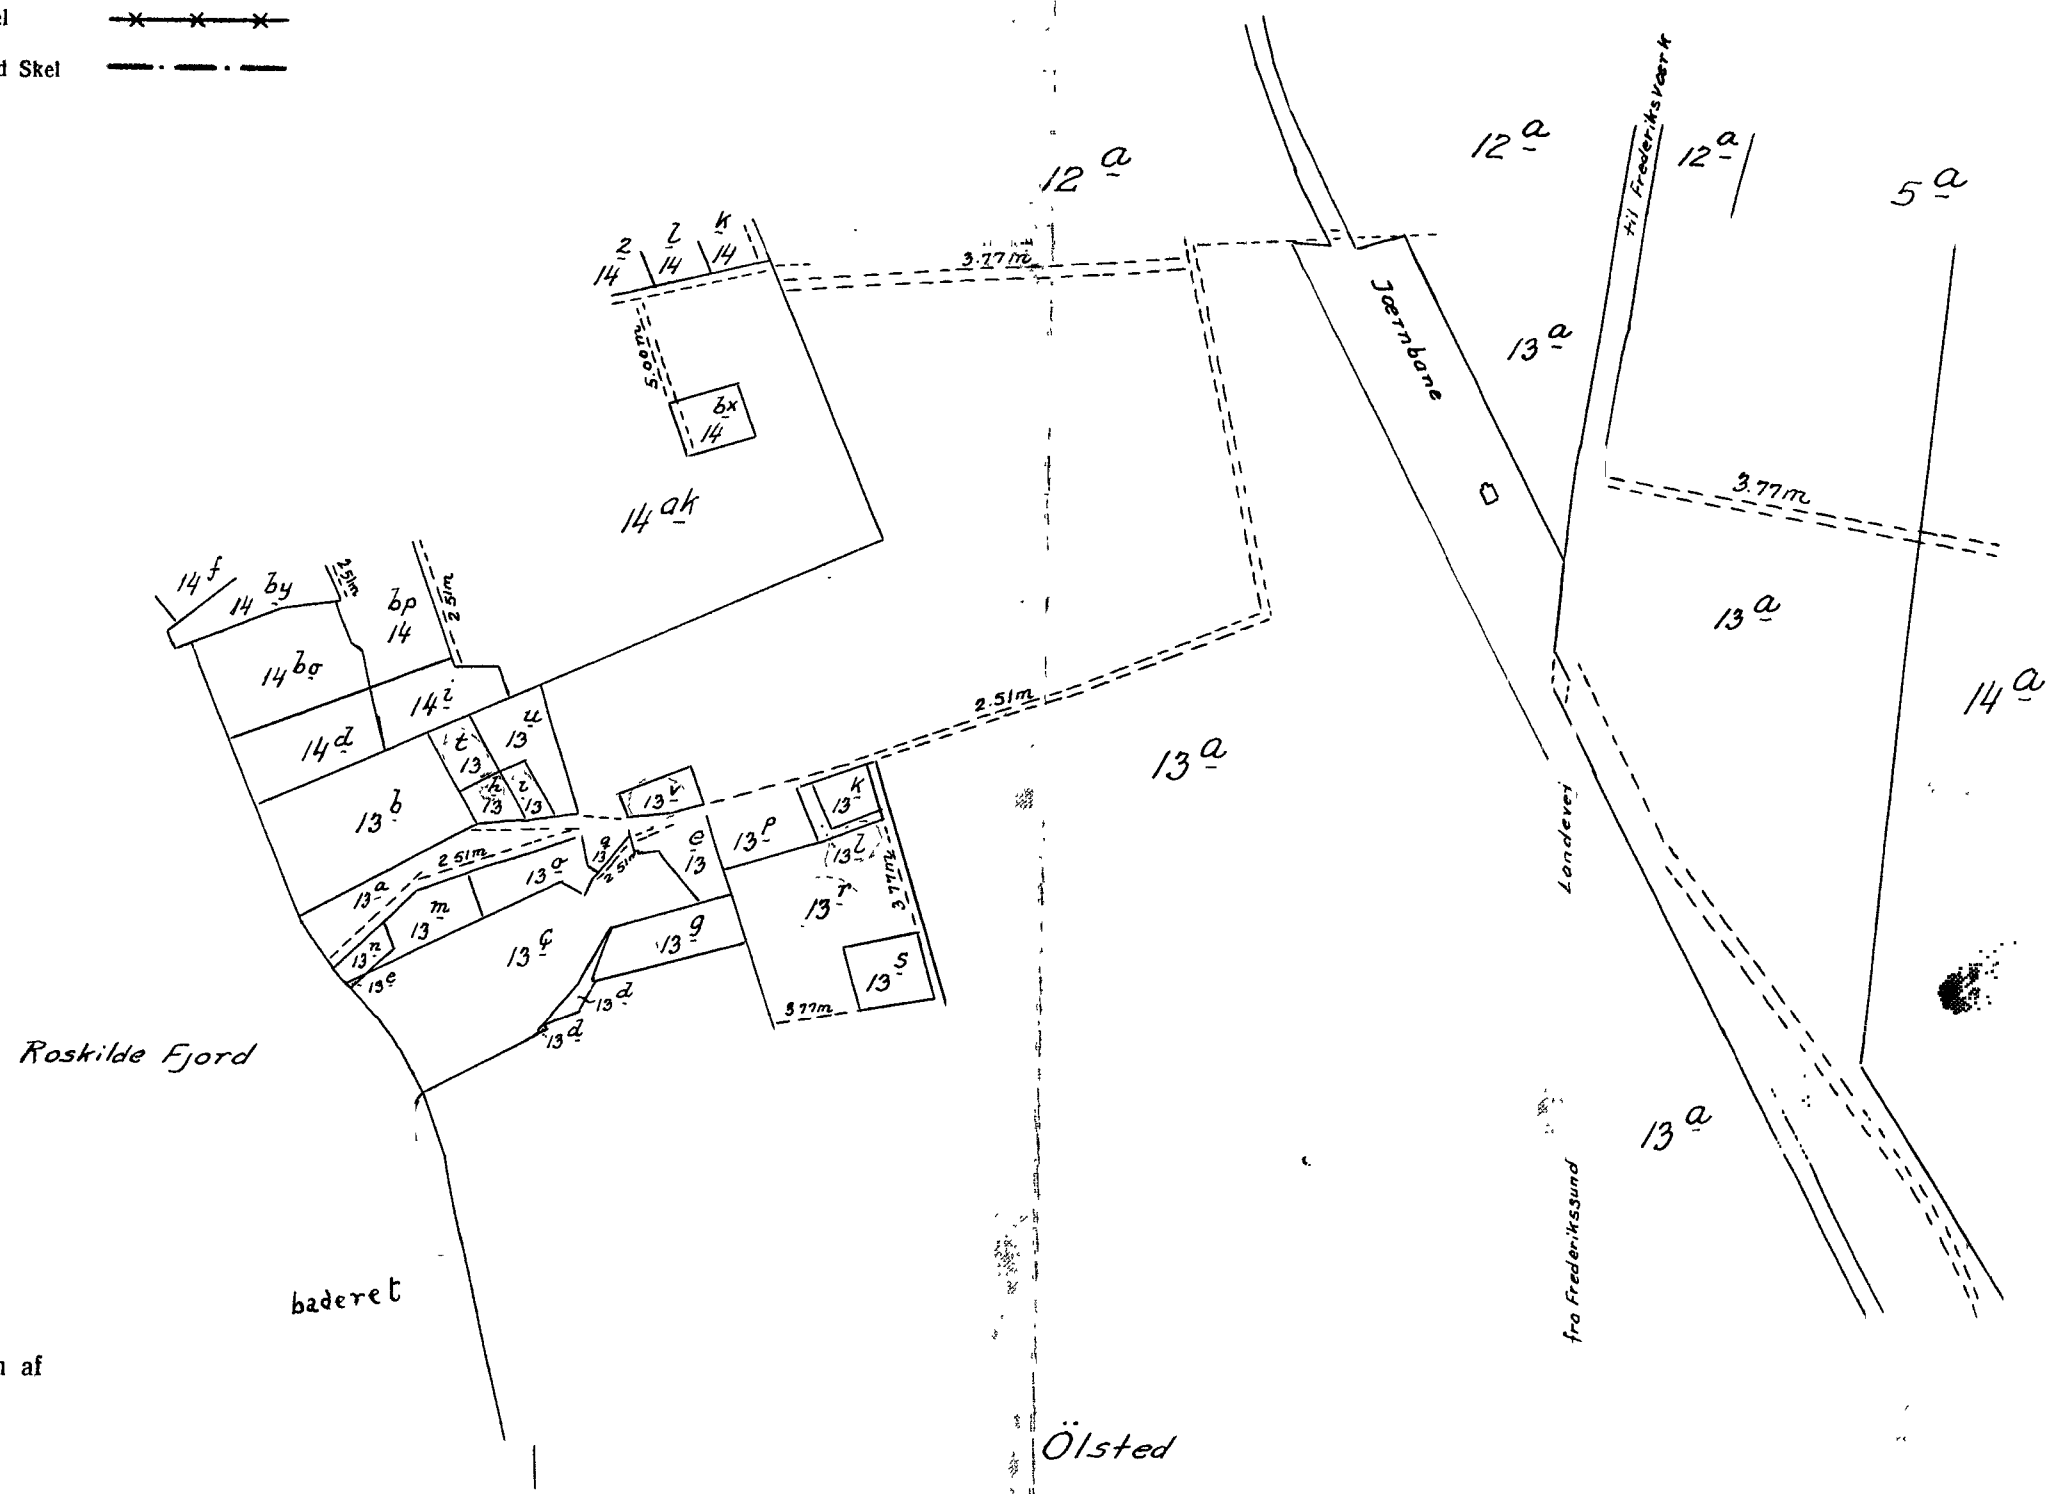 el
d Skel
til Frederiksværk
12 a
12 a
12 a
5 a
2
14
l
14
k
14
3.77m
Jærnbane
13 a
5.00m
bx
14
14 ak
3.77m
14 f
14 by
2 51m
bp
14
2 51m
13 a
14 bo
14 i
14 a
14 d
t
13
13 u
2.51m
13 a
h
13
i
13
13 v
13 k
13 b
Landevej
13 q
e
13
13 p
13 l
2 51m
2 51m
13 o
13 a
3 77m
13 m
13 r
13 n
13 c
13 g
13 s
13 e
13 d
3 77m
13 d
Roskilde Fjord
13 a
fra Frederikssund
baderet
n af
Ölsted